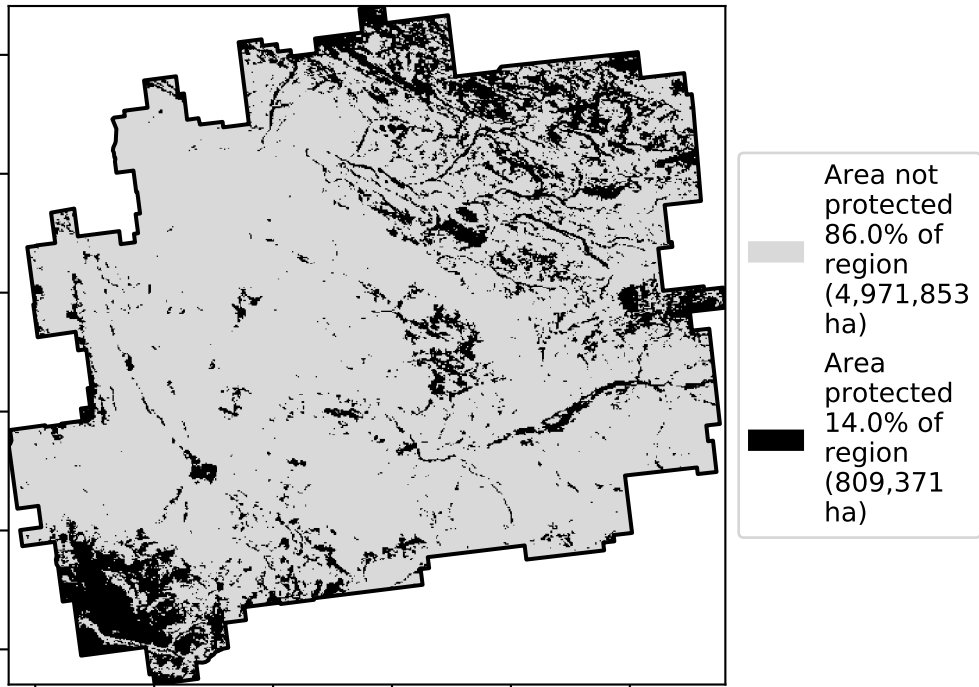 Area not
protected
86.0% of
region
(4,971,853
ha)
Area
protected
14.0% of
region
(809,371
ha)